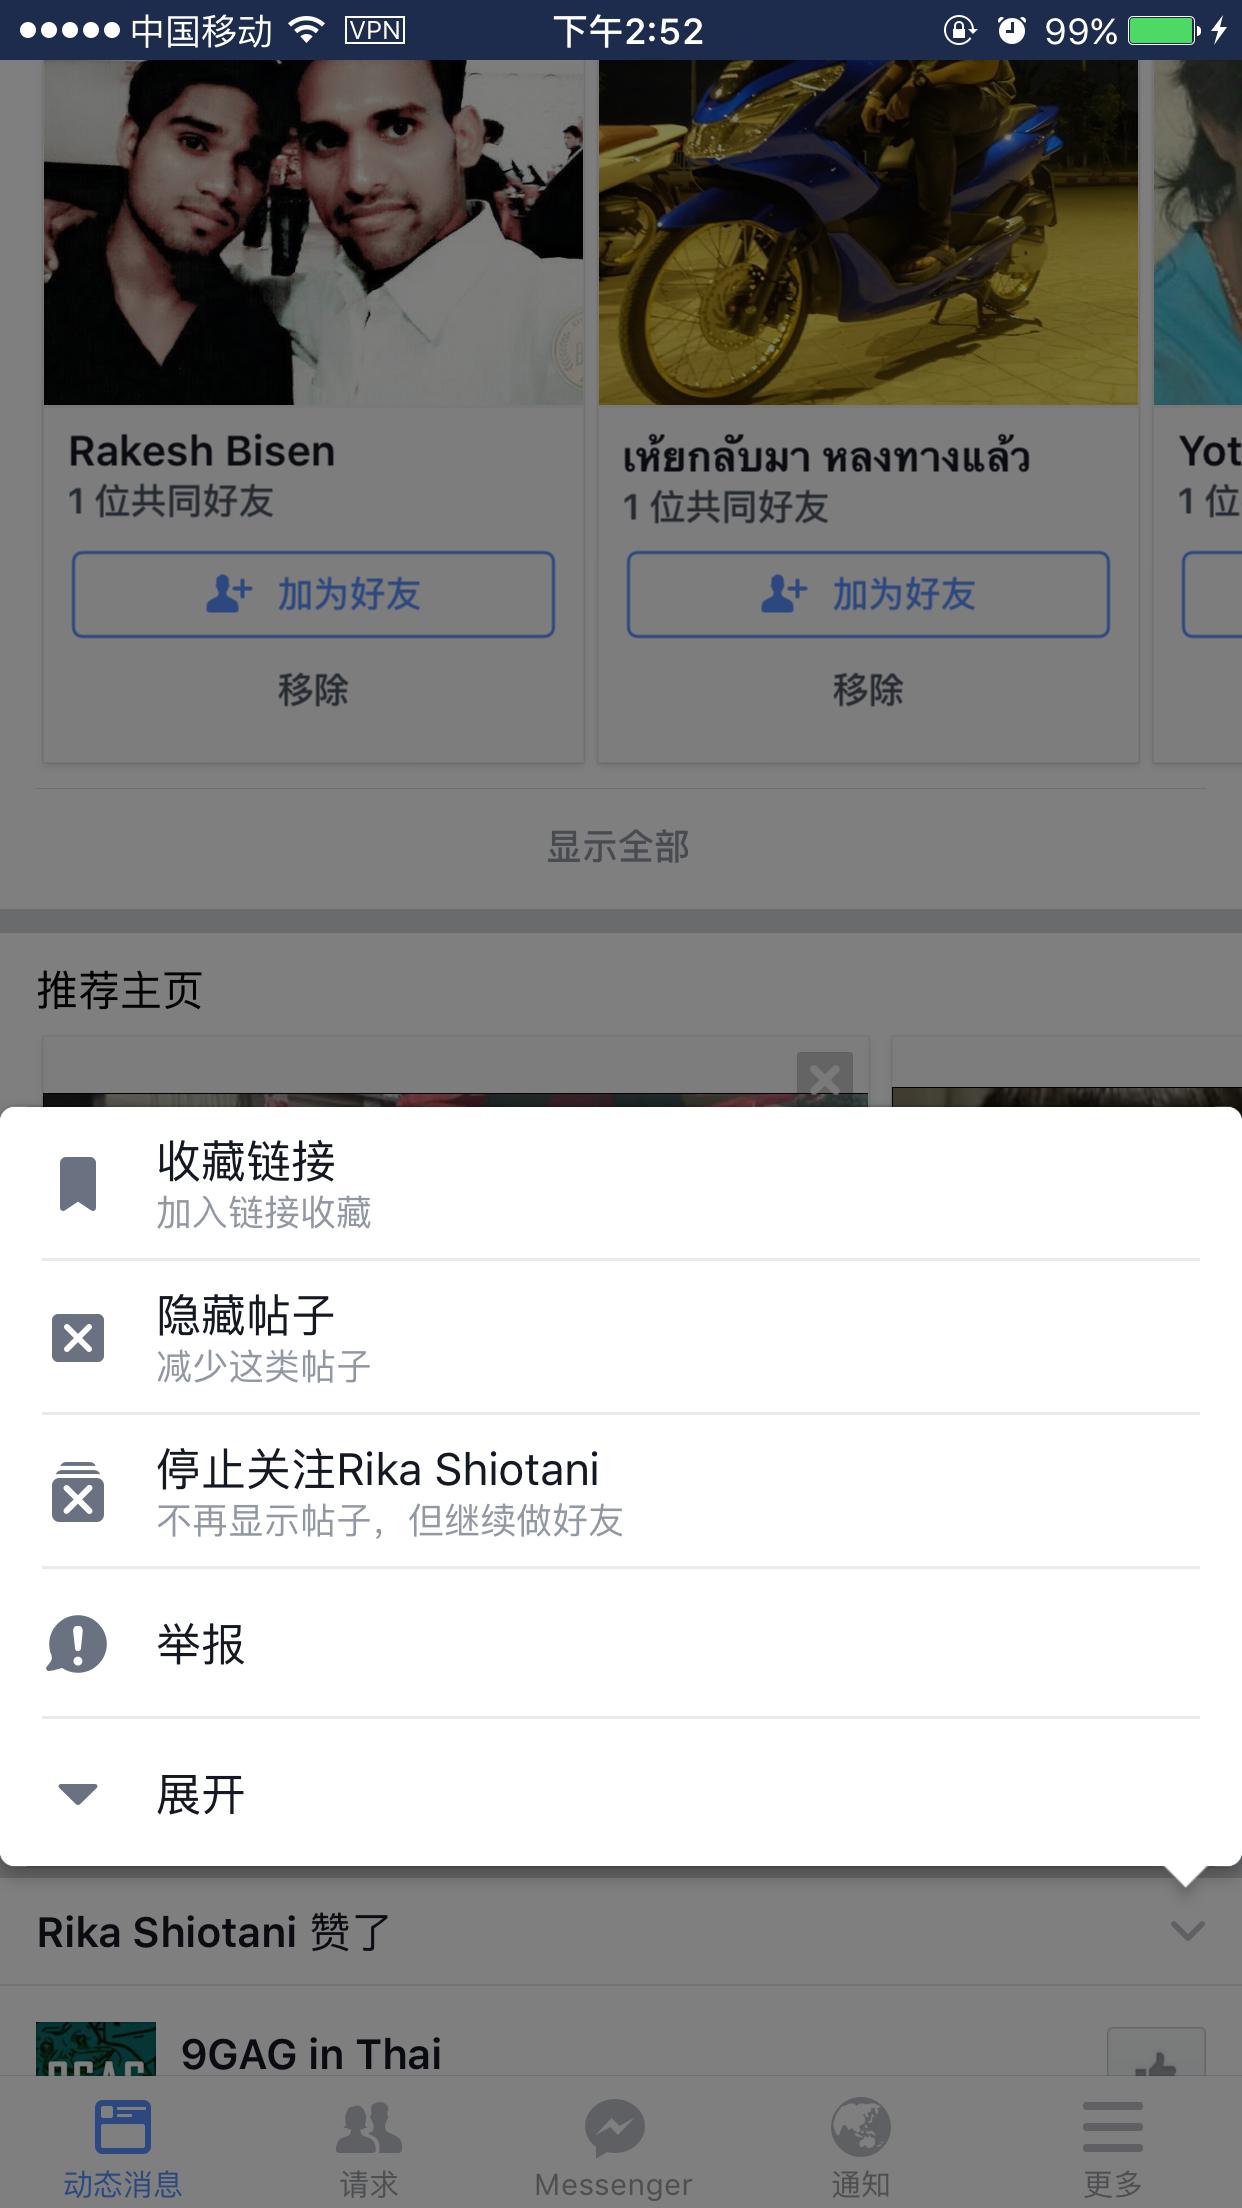 中国移动 VPN 下午2:52 99%
Rakesh Bisen
1 位共同好友
加为好友
移除
เห้ยกลับมา หลงทางแล้ว
1 位共同好友
加为好友
移除
Yot
1 位
显示全部
推荐主页
收藏链接
加入链接收藏
隐藏帖子
减少这类帖子
停止关注Rika Shiotani
不再显示帖子，但继续做好友
举报
展开
Rika Shiotani 赞了
9GAG
9GAG in Thai
动态消息
请求
Messenger
通知
更多